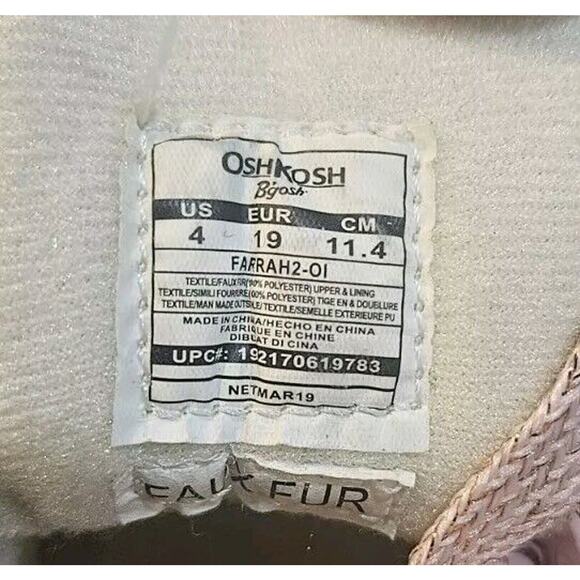 OSHKOSH
B'gosh
US EUR CM
4 19 11.4
FARRAH2-OI
TEXTILE/FAUX FUR(100% POLYESTER) UPPER & LINING
TEXTILE/SIMILI FOURRURE(100% POLYESTER) TIGE EN & DOUBLURE
TEXTILE/MAN MADE OUTSOLE/TEXTILE/SEMELLE EXTERIEURE PU
MADE IN CHINA/HECHO EN CHINA
FABRIQUE EN CHINE
DIBUAT DI CINA
UPC#: 192170619783
NETMAR19
FAUX FUR